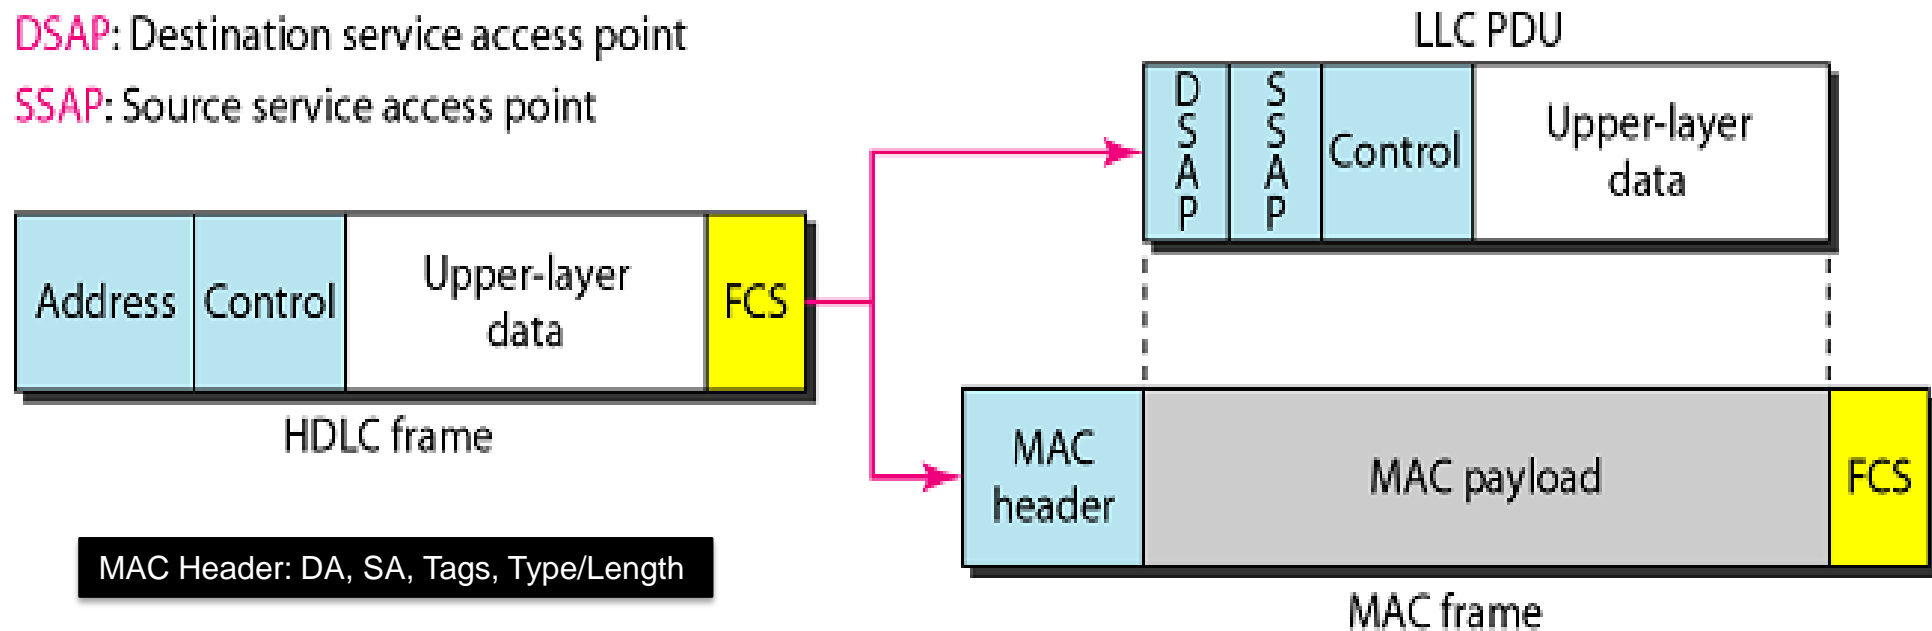 DSAP: Destination service access point
SSAP: Source service access point
LLC PDU
DSAP
SSAP
Control
Upper-layer
data
Address
Control
Upper-layer
data
FCS
HDLC frame
MAC
header
MAC payload
FCS
MAC frame
MAC Header: DA, SA, Tags, Type/Length